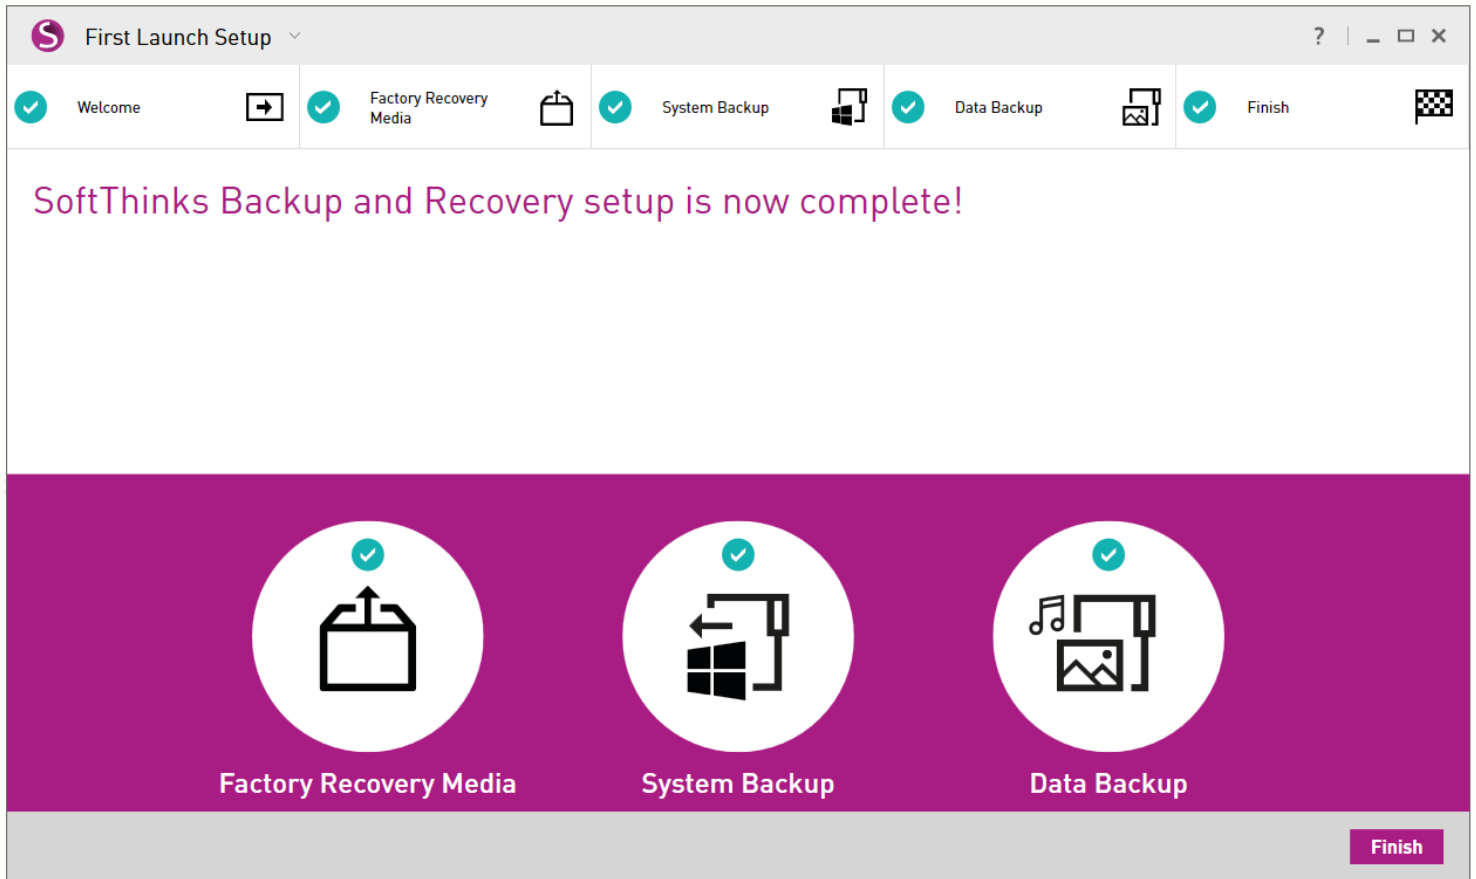 First Launch Setup
?
Welcome
Factory Recovery
Media
System Backup
Data Backup
Finish
SoftThinks Backup and Recovery setup is now complete!
Factory Recovery Media
System Backup
Data Backup
Finish